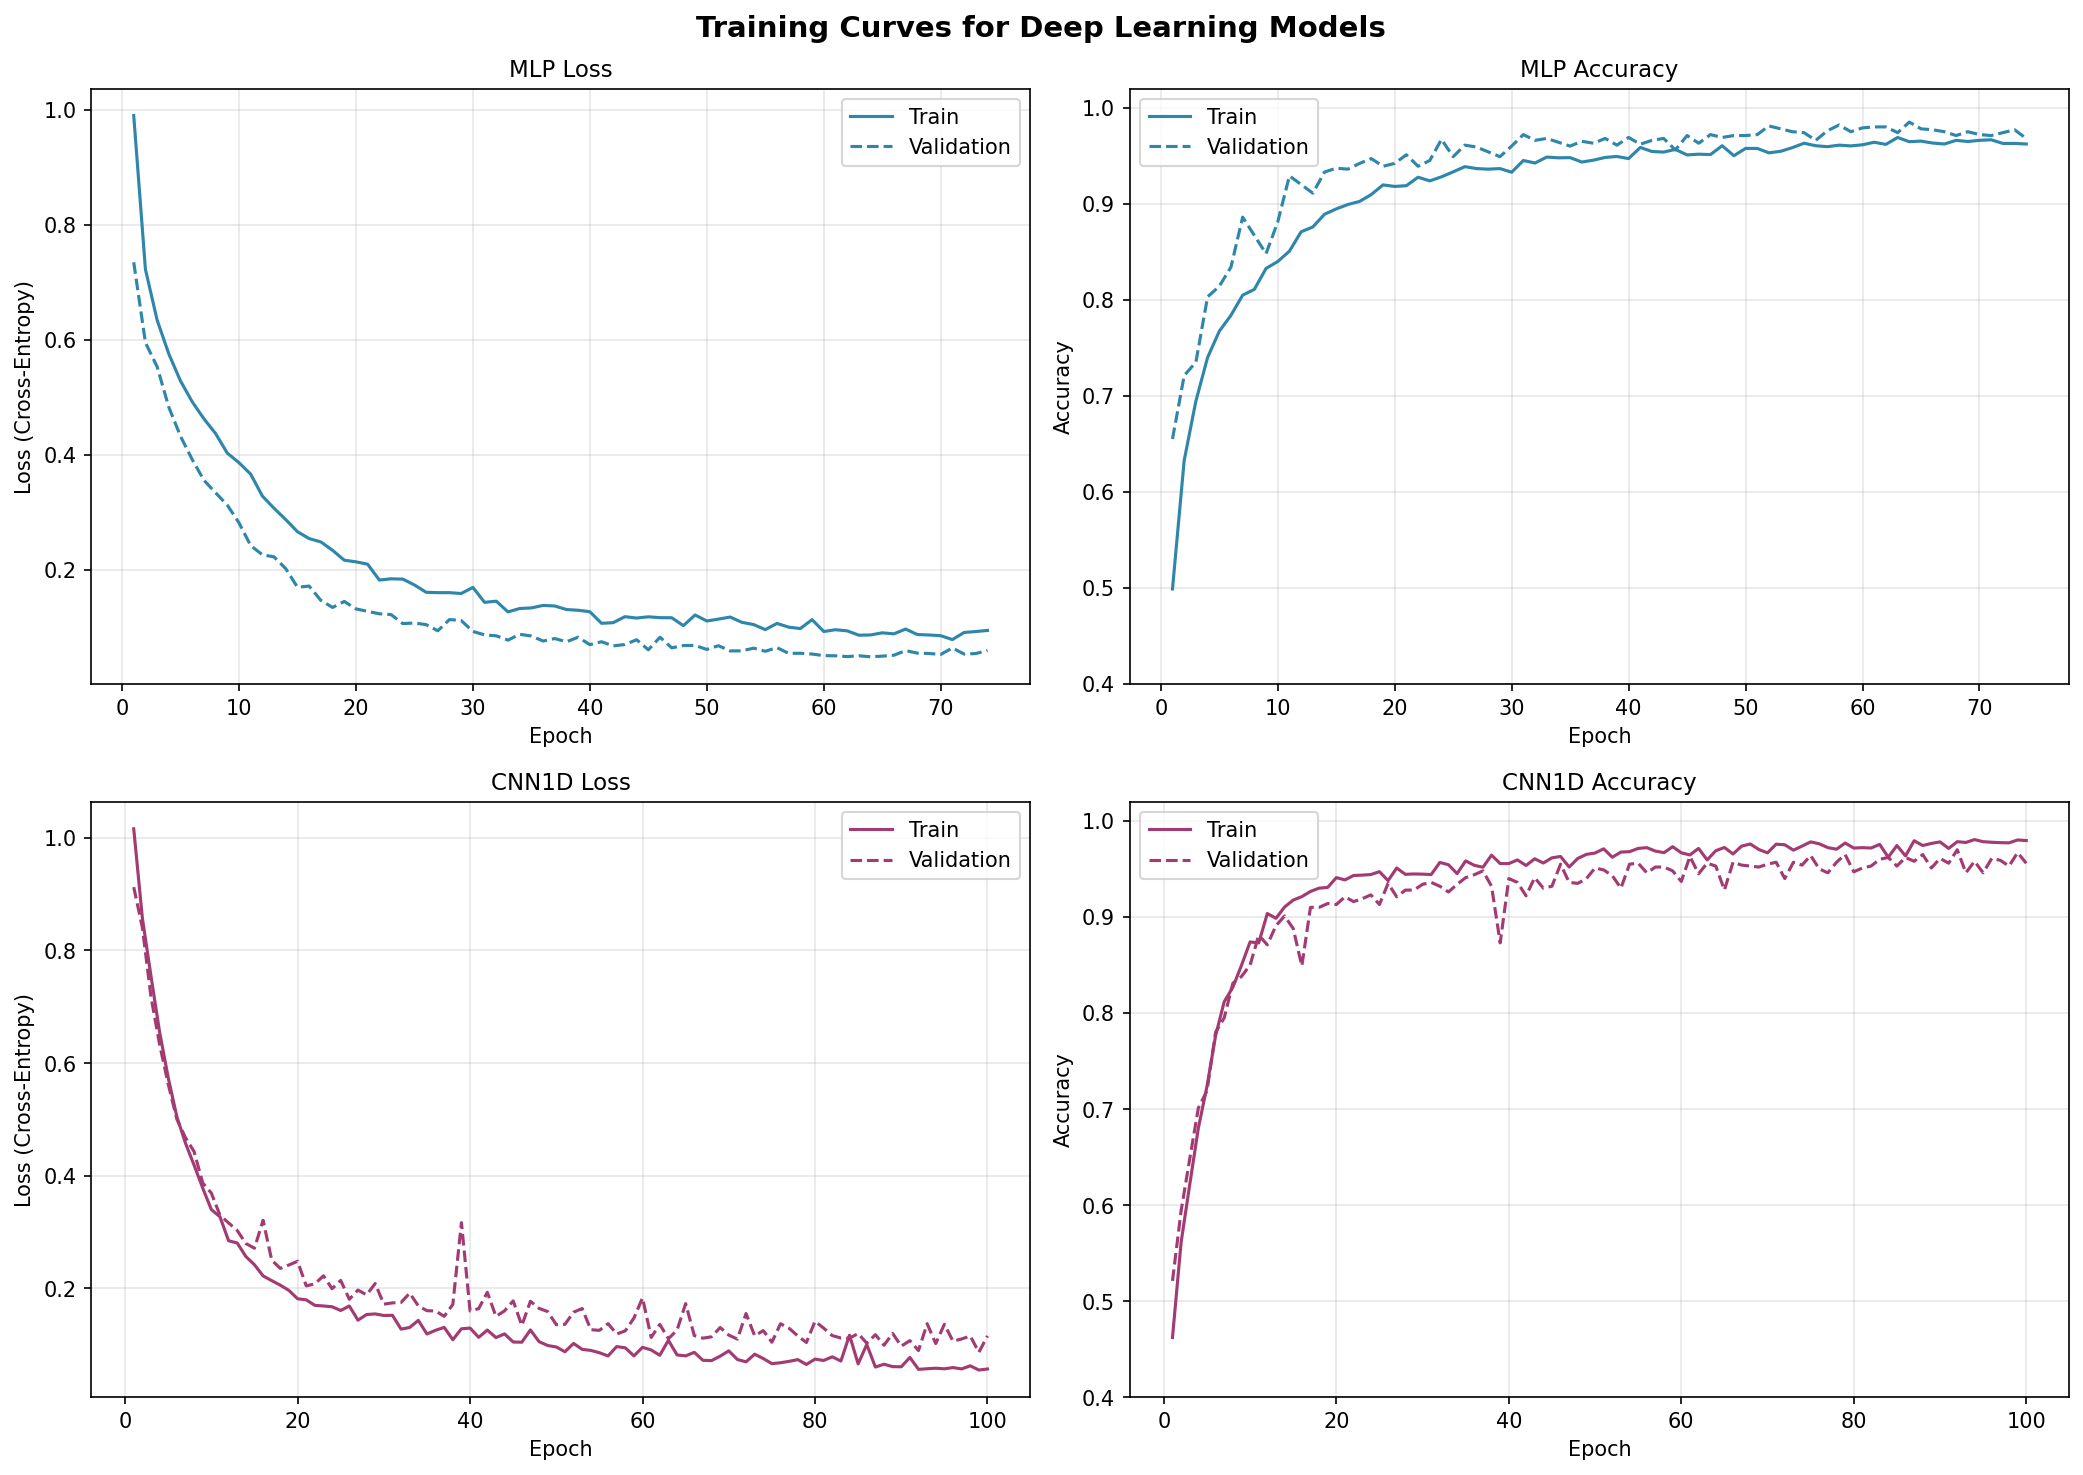 Training Curves for Deep Learning Models
MLP Loss
Train
Validation
Loss (Cross-Entropy)
1.0
0.8
0.6
0.4
0.2
0 10 20 30 40 50 60 70
Epoch
MLP Accuracy
Train
Validation
Accuracy
1.0
0.9
0.8
0.7
0.6
0.5
0.4
0 10 20 30 40 50 60 70
Epoch
CNN1D Loss
Train
Validation
Loss (Cross-Entropy)
1.0
0.8
0.6
0.4
0.2
0 20 40 60 80 100
Epoch
CNN1D Accuracy
Train
Validation
Accuracy
1.0
0.9
0.8
0.7
0.6
0.5
0.4
0 20 40 60 80 100
Epoch